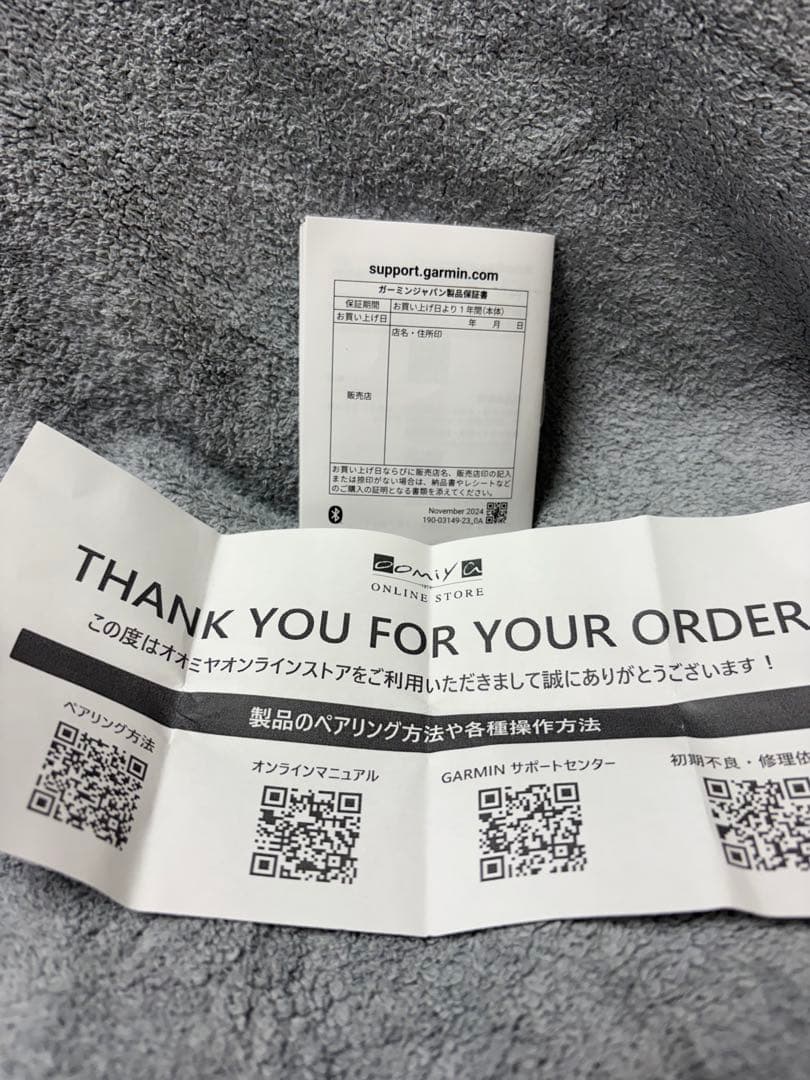 support.garmin.com
ガーミンジャパン製品保証書
保証期間 お買い上げ日より1年間(本体)
お買い上げ日 年 月 日
店名・住所印
販売店
お買い上げ日ならびに販売店名、販売店印の記入
または捺印がない場合は、納品書やレシートなど
のご購入の証明となる書類を添えてください。
November 2024
190-03149-23_0A
oomiya
ONLINE STORE
THANK YOU FOR YOUR ORDER
この度はオオミヤオンラインストアをご利用いただきまして誠にありがとうございます！
製品のペアリング方法や各種操作方法
ペアリング方法
オンラインマニュアル
GARMIN サポートセンター
初期不良・修理依